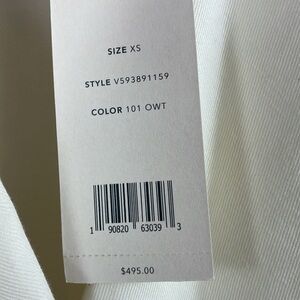 SIZE XS
STYLE V593891159
COLOR 101 OWT
1 90820 63039 3
$495.00